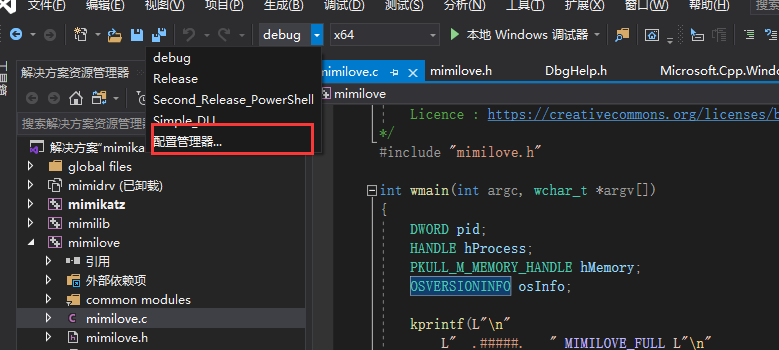 文件(F) 编辑(E) 视图(V) 项目(P) 生成(B) 调试(D) 测试(S) 分析(N) 工具(T) 扩展(X) 窗口(W) 帮助(H)
debug x64 本地 Windows 调试器
debug
Release
Second_Release_PowerShell
Simple_DLL
配置管理器...
解决方案资源管理器
搜索解决方案资源管理
解决方案"mimika
global files
mimidrv (已卸载)
mimikatz
mimilib
mimilove
引用
外部依赖项
common modules
mimilove.c
mimilove.h
mimilove.c mimilove.h DbgHelp.h Microsoft.Cpp.Window
mimilove
Licence : https://creativecommons.org/licenses/b
*/
#include "mimilove.h"
int wmain(int argc, wchar_t *argv[])
{
DWORD pid;
HANDLE hProcess;
PKULL_M_MEMORY_HANDLE hMemory;
OSVERSIONINFO osInfo;
kprintf(L"\n"
L" .#####. " MIMILOVE_FULL L"\n"